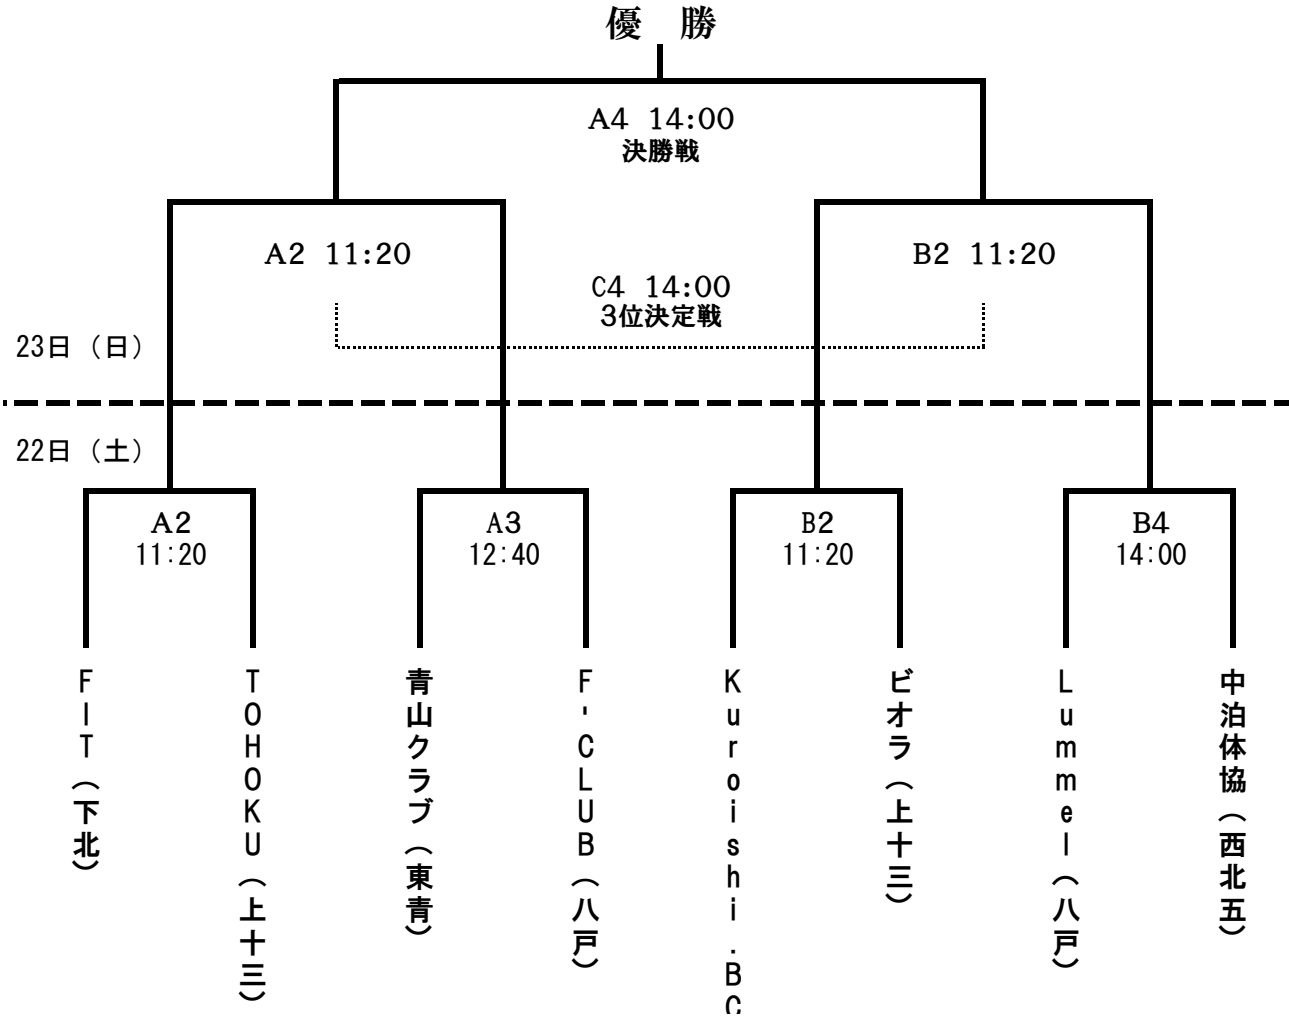 優　勝
A4 14:00
決勝戦
A2 11:20
B2 11:20
C4 14:00
3位決定戦
23日（日）
22日（土）
A2
11:20
A3
12:40
B2
11:20
B4
14:00
FIT（下北）
TOHOKU（上十三）
青山クラブ（東青）
F'CLUB（八戸）
Kuroishi.BC
ビオラ（上十三）
Lummel（八戸）
中泊体協（西北五）